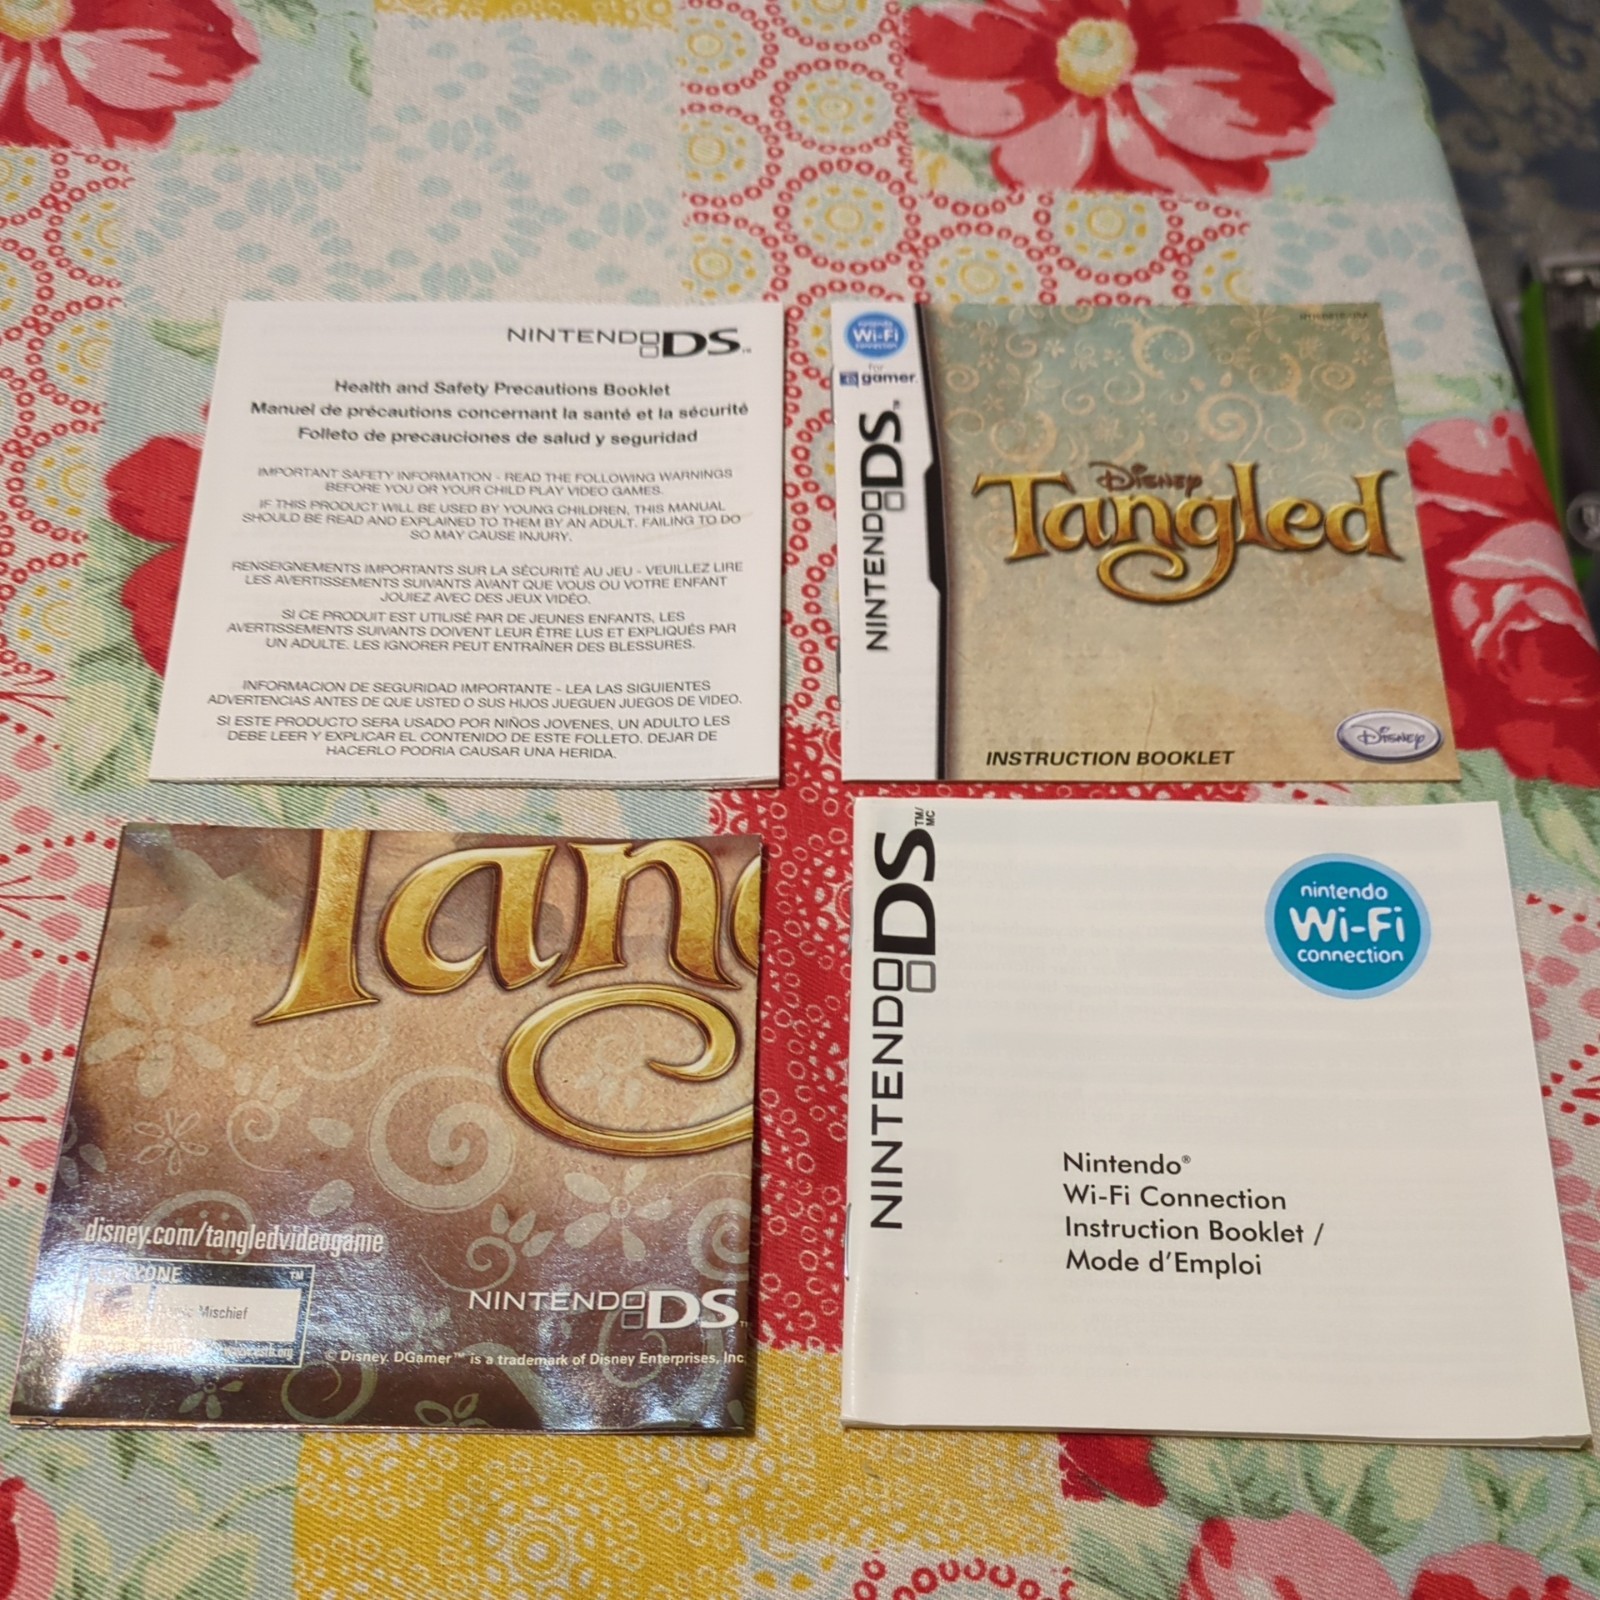 NINTENDO DS™
Health and Safety Precautions Booklet
Manuel de précautions concernant la santé et la sécurité
Folleto de precauciones de salud y seguridad
IMPORTANT SAFETY INFORMATION - READ THE FOLLOWING WARNINGS
BEFORE YOU OR YOUR CHILD PLAY VIDEO GAMES.
IF THIS PRODUCT WILL BE USED BY YOUNG CHILDREN, THIS MANUAL
SHOULD BE READ AND EXPLAINED TO THEM BY AN ADULT. FAILING TO DO
SO MAY CAUSE INJURY.
RENSEIGNEMENTS IMPORTANTS SUR LA SÉCURITÉ AU JEU - VEUILLEZ LIRE
LES AVERTISSEMENTS SUIVANTS AVANT QUE VOUS OU VOTRE ENFANT
JOUIEZ AVEC DES JEUX VIDÉO.
SI CE PRODUIT EST UTILISÉ PAR DE JEUNES ENFANTS, LES
AVERTISSEMENTS SUIVANTS DOIVENT LEUR ÊTRE LUS ET EXPLIQUÉS PAR
UN ADULTE. LES IGNORER PEUT ENTRAÎNER DES BLESSURES.
INFORMACION DE SEGURIDAD IMPORTANTE - LEA LAS SIGUIENTES
ADVERTENCIAS ANTES DE QUE USTED O SUS HIJOS JUEGUEN JUEGOS DE VIDEO.
SI ESTE PRODUCTO SERA USADO POR NIÑOS JOVENES, UN ADULTO LES
DEBE LEER Y EXPLICAR EL CONTENIDO DE ESTE FOLLETO. DEJAR DE
HACERLO PODRIA CAUSAR UNA HERIDA.
nintendo
Wi-Fi
connection
for
gamer
NINTENDO DS™
Disney
Tangled
INSTRUCTION BOOKLET
Disney
Tang
disney.com/tangledvideogame
Mischief
NINTENDO DS™
© Disney. DGamer™ is a trademark of Disney Enterprises, Inc
NINTENDO DS TM/MC
nintendo
Wi-Fi
connection
Nintendo®
Wi-Fi Connection
Instruction Booklet /
Mode d'Emploi